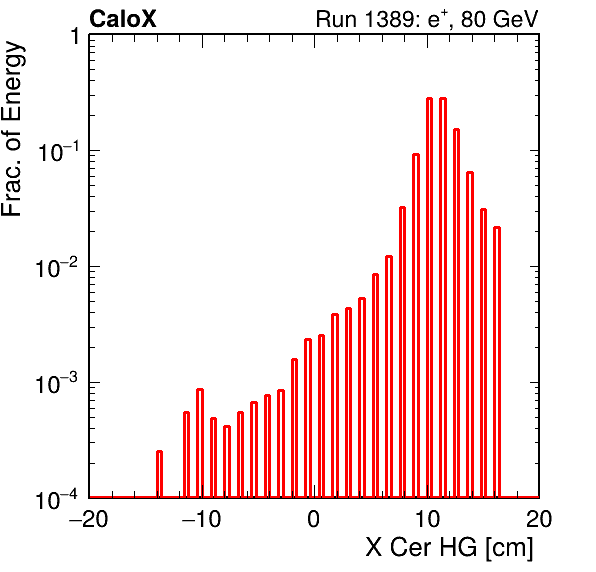 CaloX Run 1389: e⁺, 80 GeV
Frac. of Energy
1
10⁻¹
10⁻²
10⁻³
10⁻⁴
−20 −10 0 10 20
X Cer HG [cm]